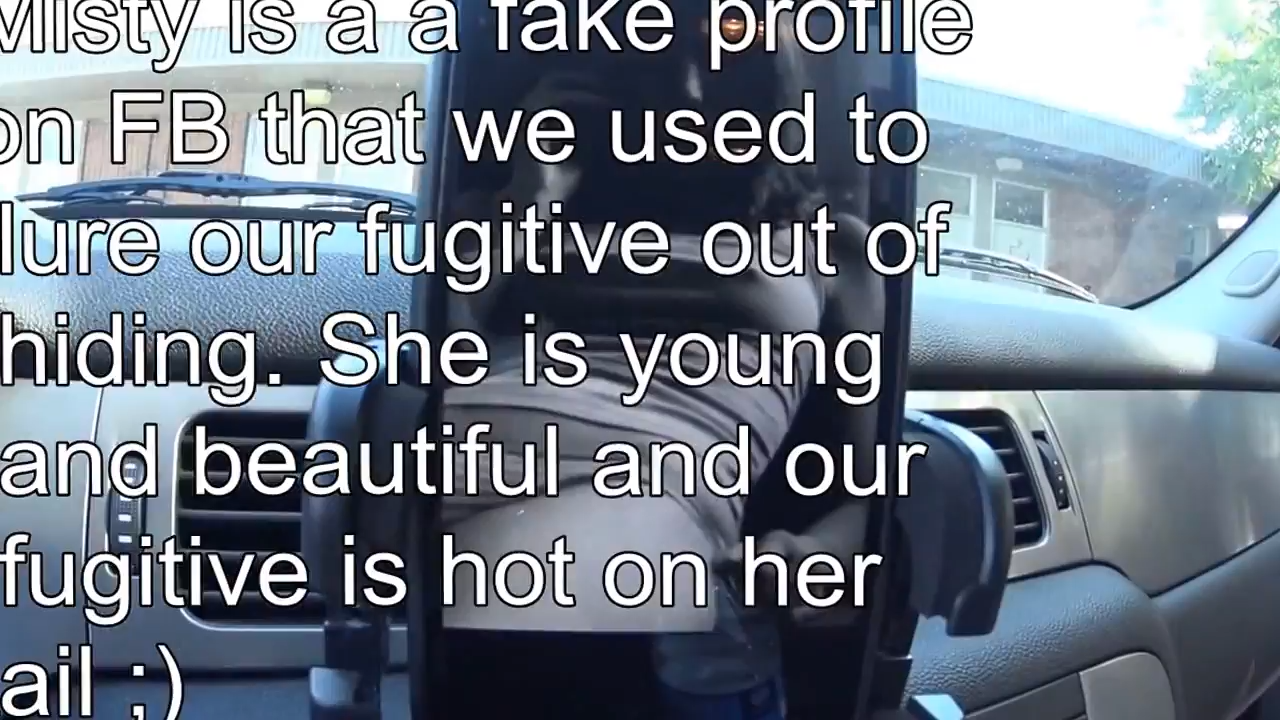 Misty is a a fake profile
on FB that we used to
lure our fugitive out of
hiding. She is young
and beautiful and our
fugitive is hot on her
ail ;)